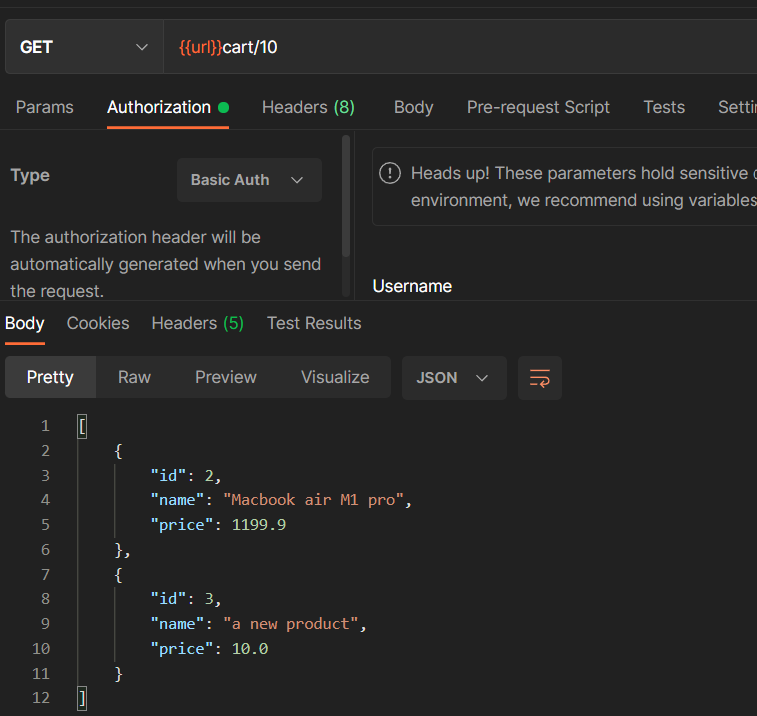 GET {{url}}cart/10
Params Authorization Headers (8) Body Pre-request Script Tests
Type Basic Auth
The authorization header will be
automatically generated when you send
the request.
Heads up! These parameters hold sensitive
environment, we recommend using variables
Username
Body Cookies Headers (5) Test Results
Pretty Raw Preview Visualize JSON
1 [
2 {
3 "id": 2,
4 "name": "Macbook air M1 pro",
5 "price": 1199.9
6 },
7 {
8 "id": 3,
9 "name": "a new product",
10 "price": 10.0
11 }
12 ]